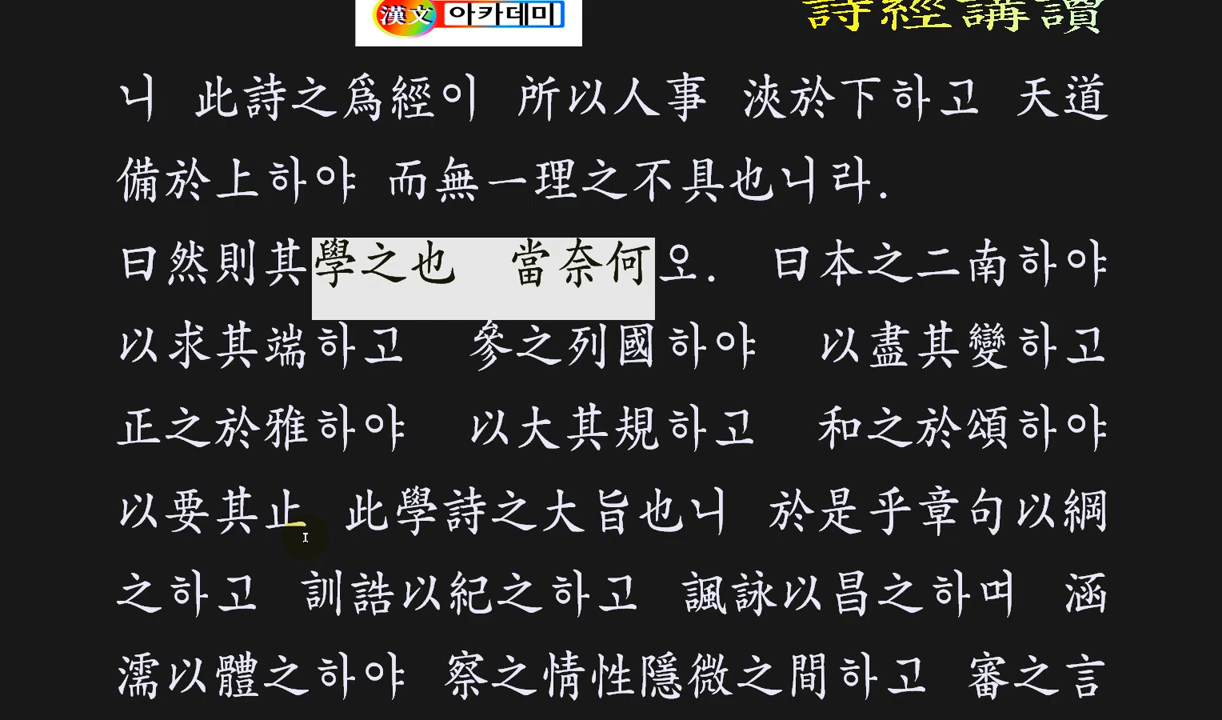 漢文 아카데미
詩經講讀
니 此詩之爲經이 所以人事 浹於下하고 天道
備於上하야 而無一理之不具也니라.
曰然則其學之也 當奈何오. 曰本之二南하야
以求其端하고 參之列國하야 以盡其變하고
正之於雅하야 以大其規하고 和之於頌하야
以要其止 此學詩之大旨也니 於是乎章句以綱
之하고 訓誥以紀之하고 諷詠以昌之하며 涵
濡以體之하야 察之情性隱微之間하고 審之言